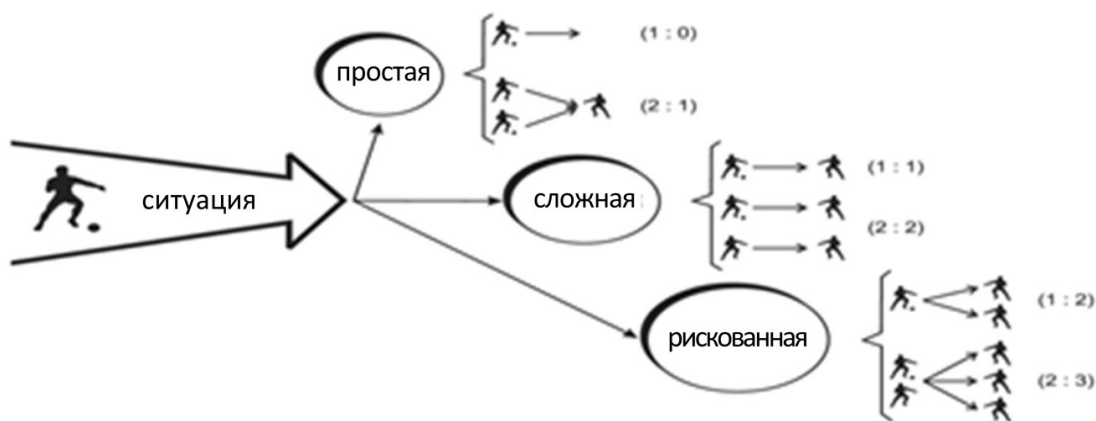 простая
(1 : 0)
(2 : 1)
ситуация
сложная
(1 : 1)
(2 : 2)
рискованная
(1 : 2)
(2 : 3)